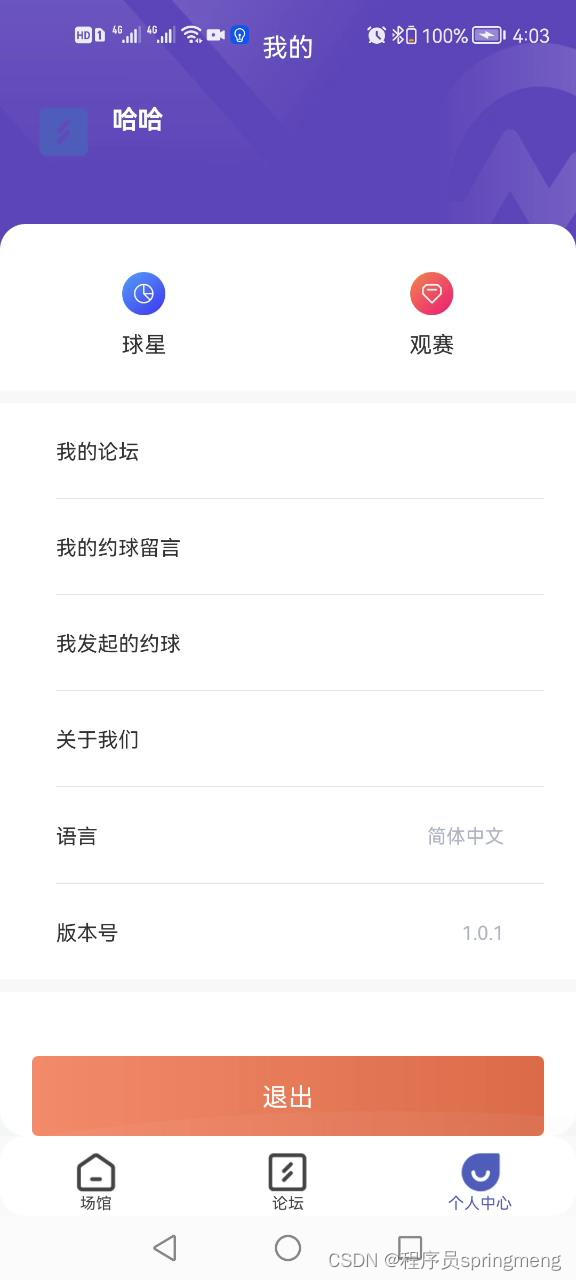 HD 1 4G 4G 100% 4:03
我的
哈哈
球星 观赛
我的论坛
我的约球留言
我发起的约球
关于我们
语言 简体中文
版本号 1.0.1
退出
场馆 论坛 个人中心
CSDN @程序员springmeng